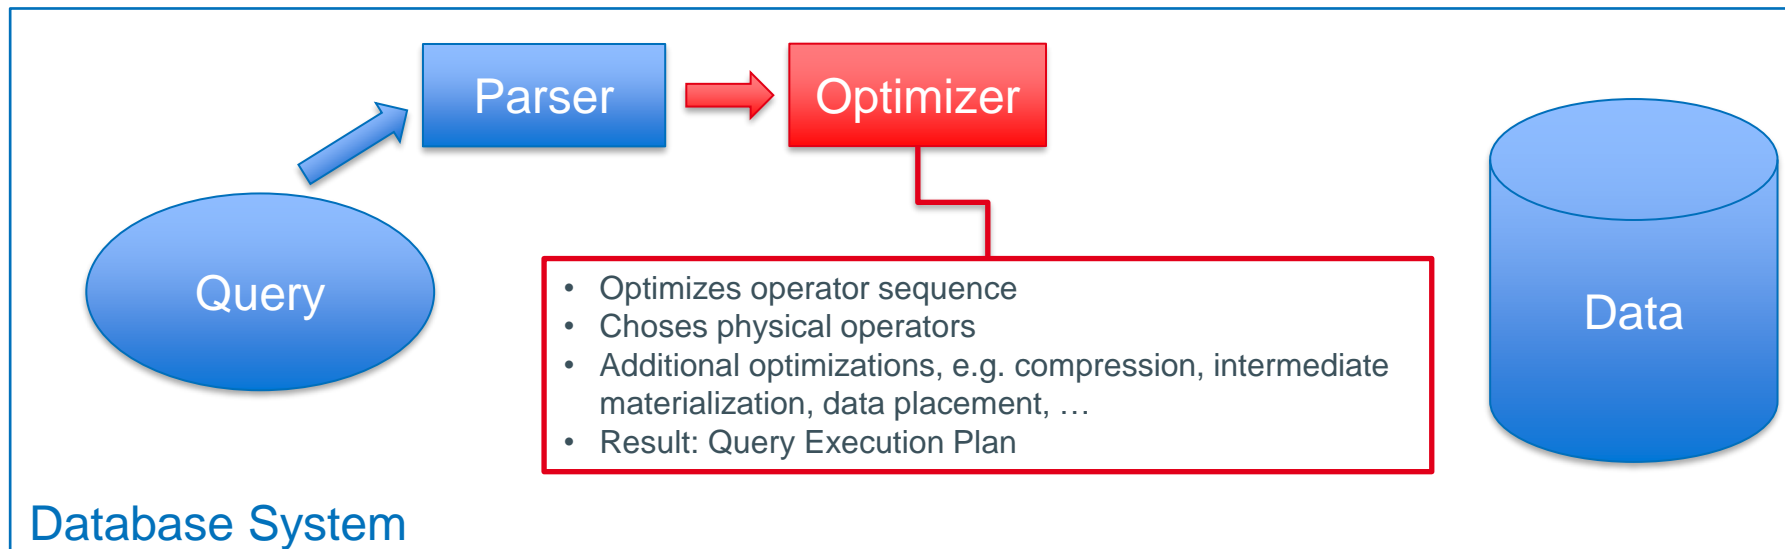 Parser
Optimizer
Query
• Optimizes operator sequence
• Choses physical operators
• Additional optimizations, e.g. compression, intermediate
materialization, data placement, …
• Result: Query Execution Plan
Data
Database System